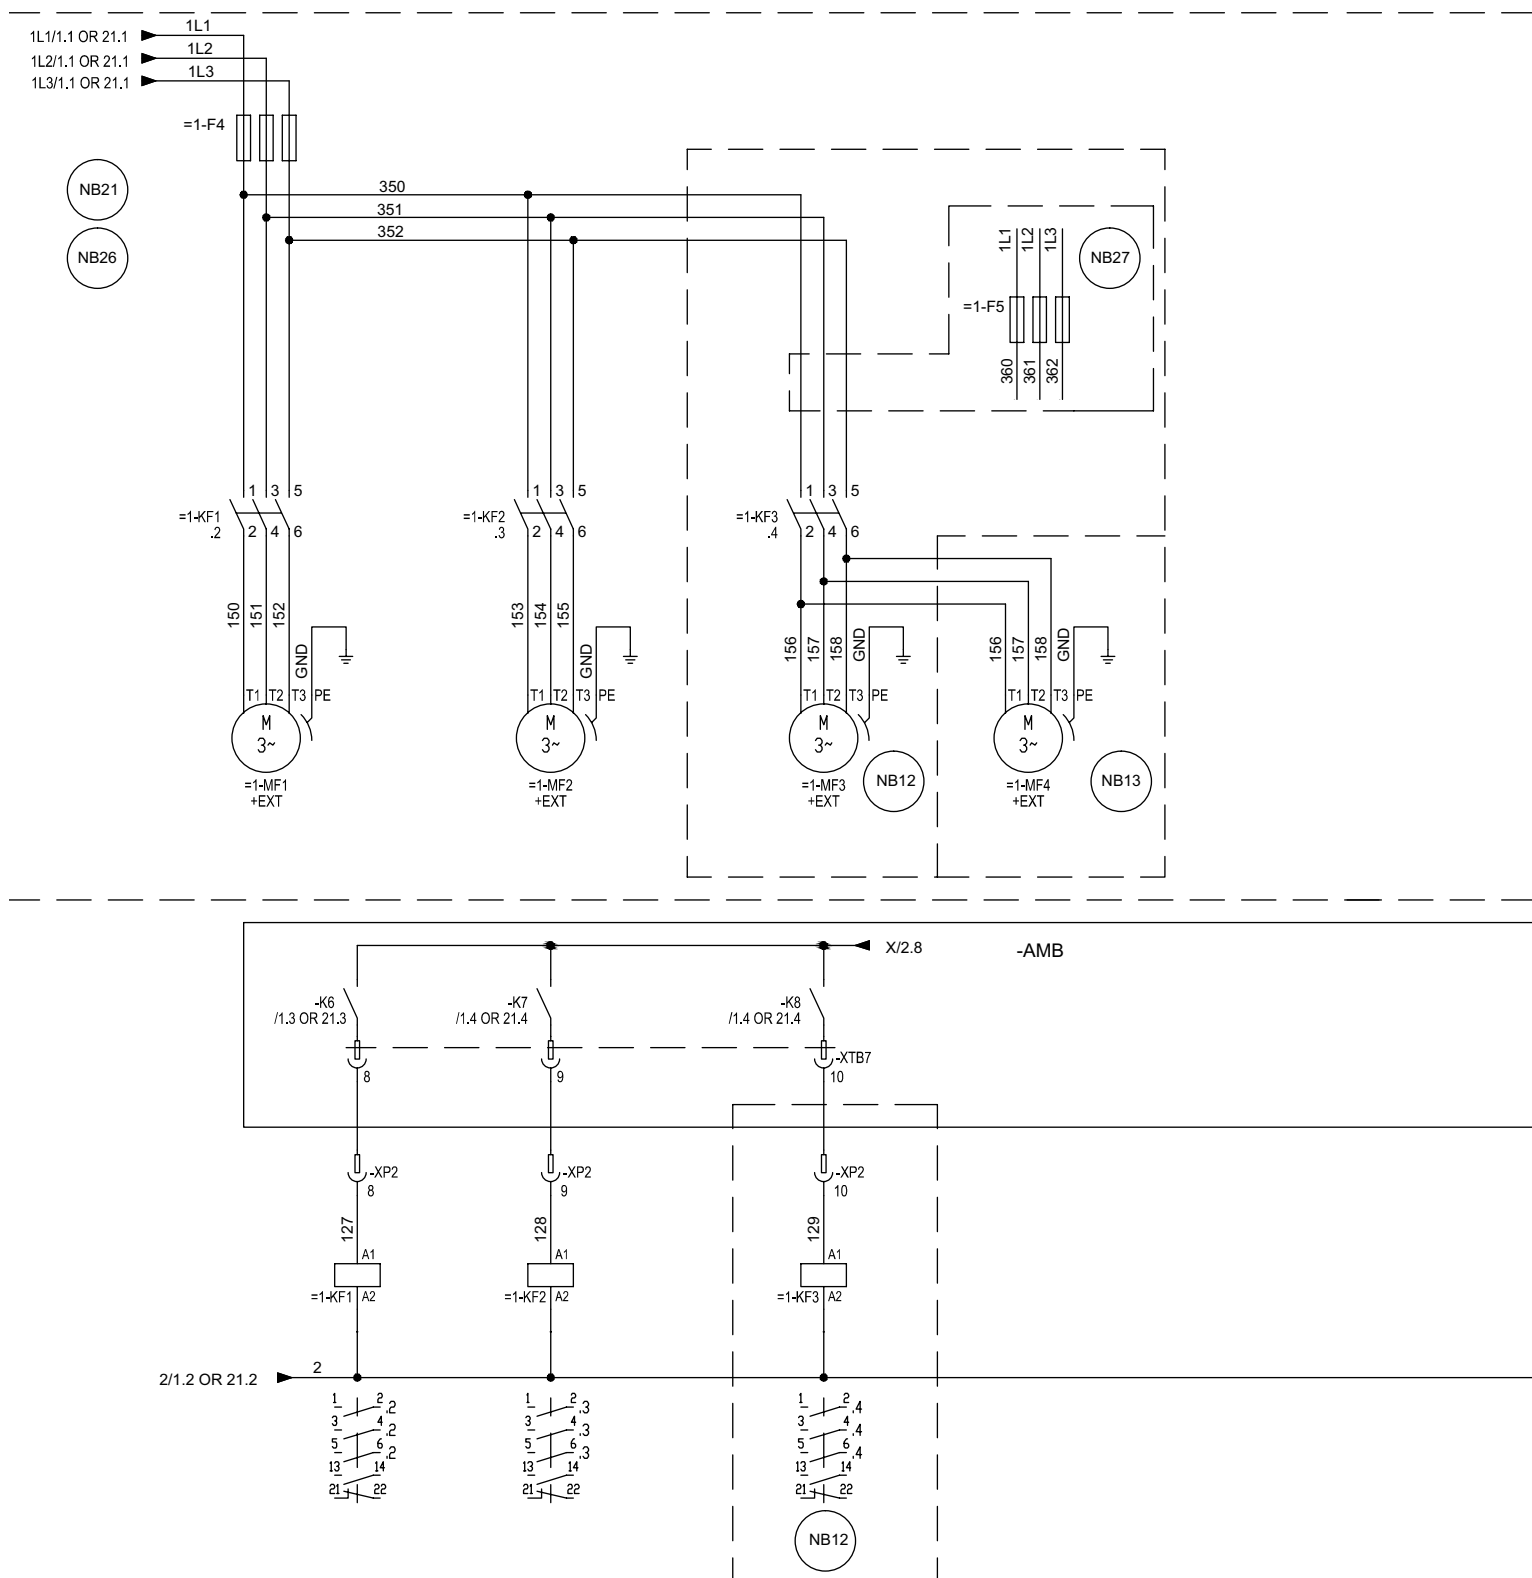 1L1/1.1 OR 21.1 1L1
1L2/1.1 OR 21.1 1L2
1L3/1.1 OR 21.1 1L3
=1-F4
NB21
350
351
352
NB26
1L1 1L2 1L3
NB27
=1-F5
360 361 362
1 3 5
=1-KF1
.2
2 4 6
1 3 5
=1-KF2
.3
2 4 6
1 3 5
=1-KF3
.4
2 4 6
150 151 152 GND
153 154 155 GND
156 157 158 GND
156 157 158 GND
T1 T2 T3 PE
T1 T2 T3 PE
T1 T2 T3 PE
T1 T2 T3 PE
M
3~
M
3~
M
3~
M
3~
=1-MF1
+EXT
=1-MF2
+EXT
=1-MF3
+EXT
NB12
=1-MF4
+EXT
NB13
X/2.8
-AMB
-K6
/1.3 OR 21.3
-K7
/1.4 OR 21.4
-K8
/1.4 OR 21.4
8
9
-XTB7
10
-XP2
8
-XP2
9
-XP2
10
127
128
129
A1
=1-KF1 A2
A1
=1-KF2 A2
A1
=1-KF3 A2
2/1.2 OR 21.2 2
1 2 .2
3 4 .2
5 6 .2
13 14
21 22
1 2 .3
3 4 .3
5 6 .3
13 14
21 22
1 2 .4
3 4 .4
5 6 .4
13 14
21 22
NB12